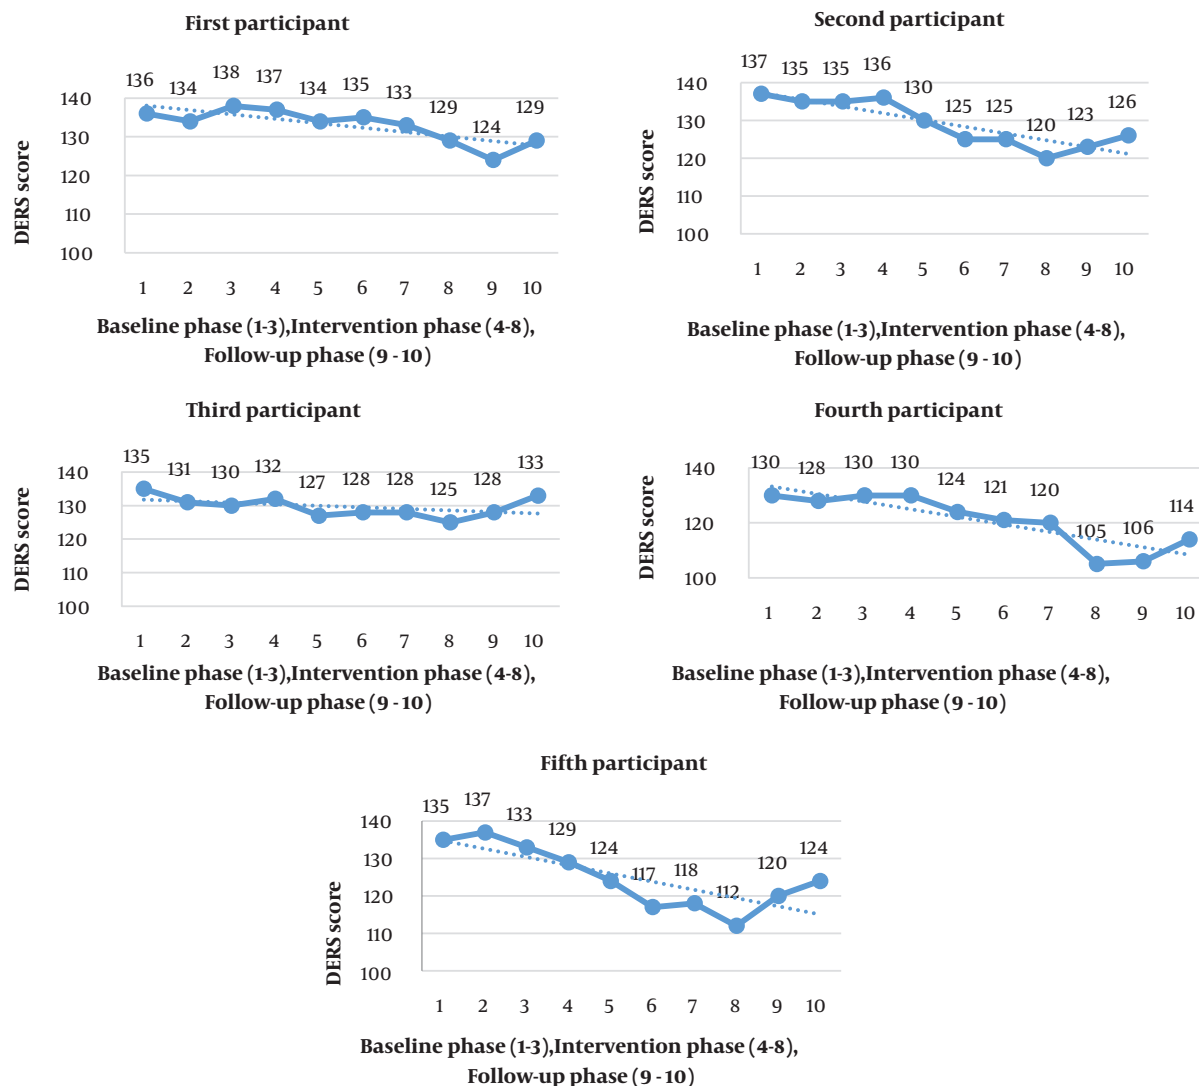 First participant
136 134 138 137 134 135 133 129 124 129
140
130
120
110
100
DERS score
1 2 3 4 5 6 7 8 9 10
Baseline phase (1-3),Intervention phase (4-8),
Follow-up phase (9 - 10)
Second participant
137 135 135 136 130 125 125 120 123 126
140
130
120
110
100
DERS score
1 2 3 4 5 6 7 8 9 10
Baseline phase (1-3),Intervention phase (4-8),
Follow-up phase (9 - 10)
Third participant
135 131 130 132 127 128 128 125 128 133
140
130
120
110
100
DERS score
1 2 3 4 5 6 7 8 9 10
Baseline phase (1-3),Intervention phase (4-8),
Follow-up phase (9 - 10)
Fourth participant
130 128 130 130 124 121 120 105 106 114
140
120
100
DERS score
1 2 3 4 5 6 7 8 9 10
Baseline phase (1-3),Intervention phase (4-8),
Follow-up phase (9 - 10)
Fifth participant
135 137 133 129 124 117 118 112 120 124
140
130
120
110
100
DERS score
1 2 3 4 5 6 7 8 9 10
Baseline phase (1-3),Intervention phase (4-8),
Follow-up phase (9 - 10)